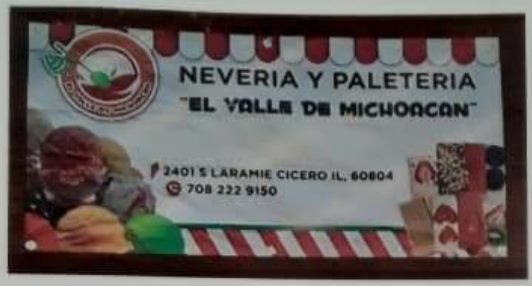 NEVERIA Y PALETERIA
"EL VALLE DE MICHOACAN"
2401 S LARAMIE CICERO IL, 60804
708 222 9150